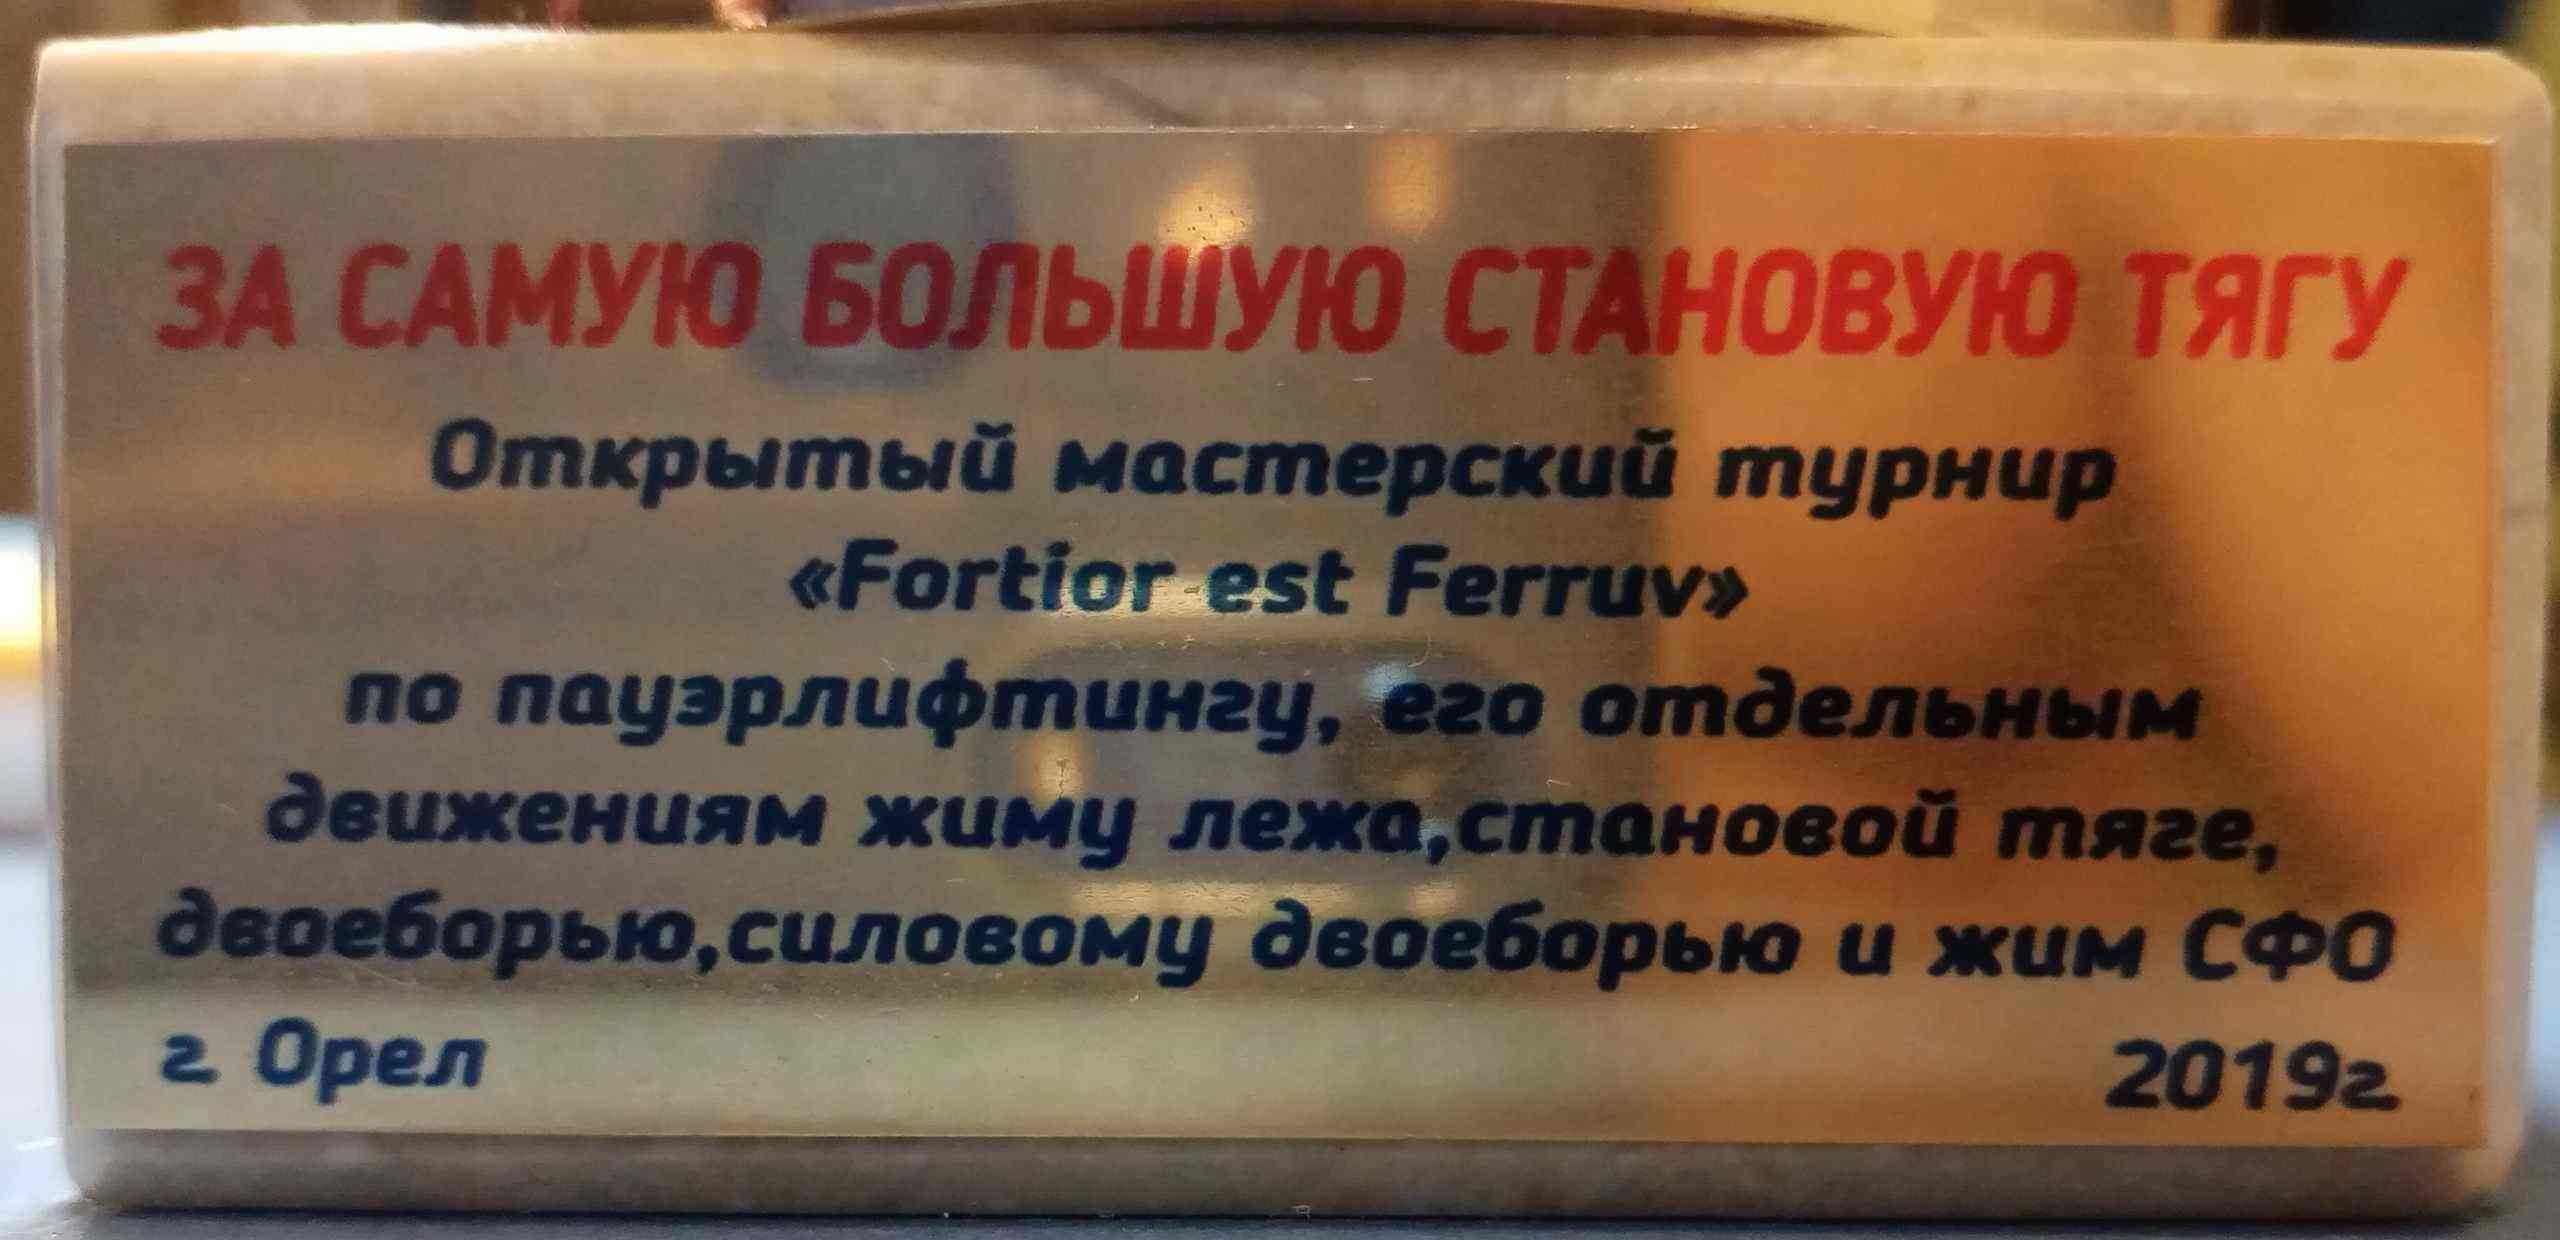 ЗА САМУЮ БОЛЬШУЮ СТАНОВУЮ ТЯГУ
Открытый мастерский турнир
«Fortior est Ferruv»
по пауэрлифтингу, его отдельным
движениям жиму лежа,становой тяге,
двоеборью,силовому двоеборью и жим СФО
г. Орел 2019г.